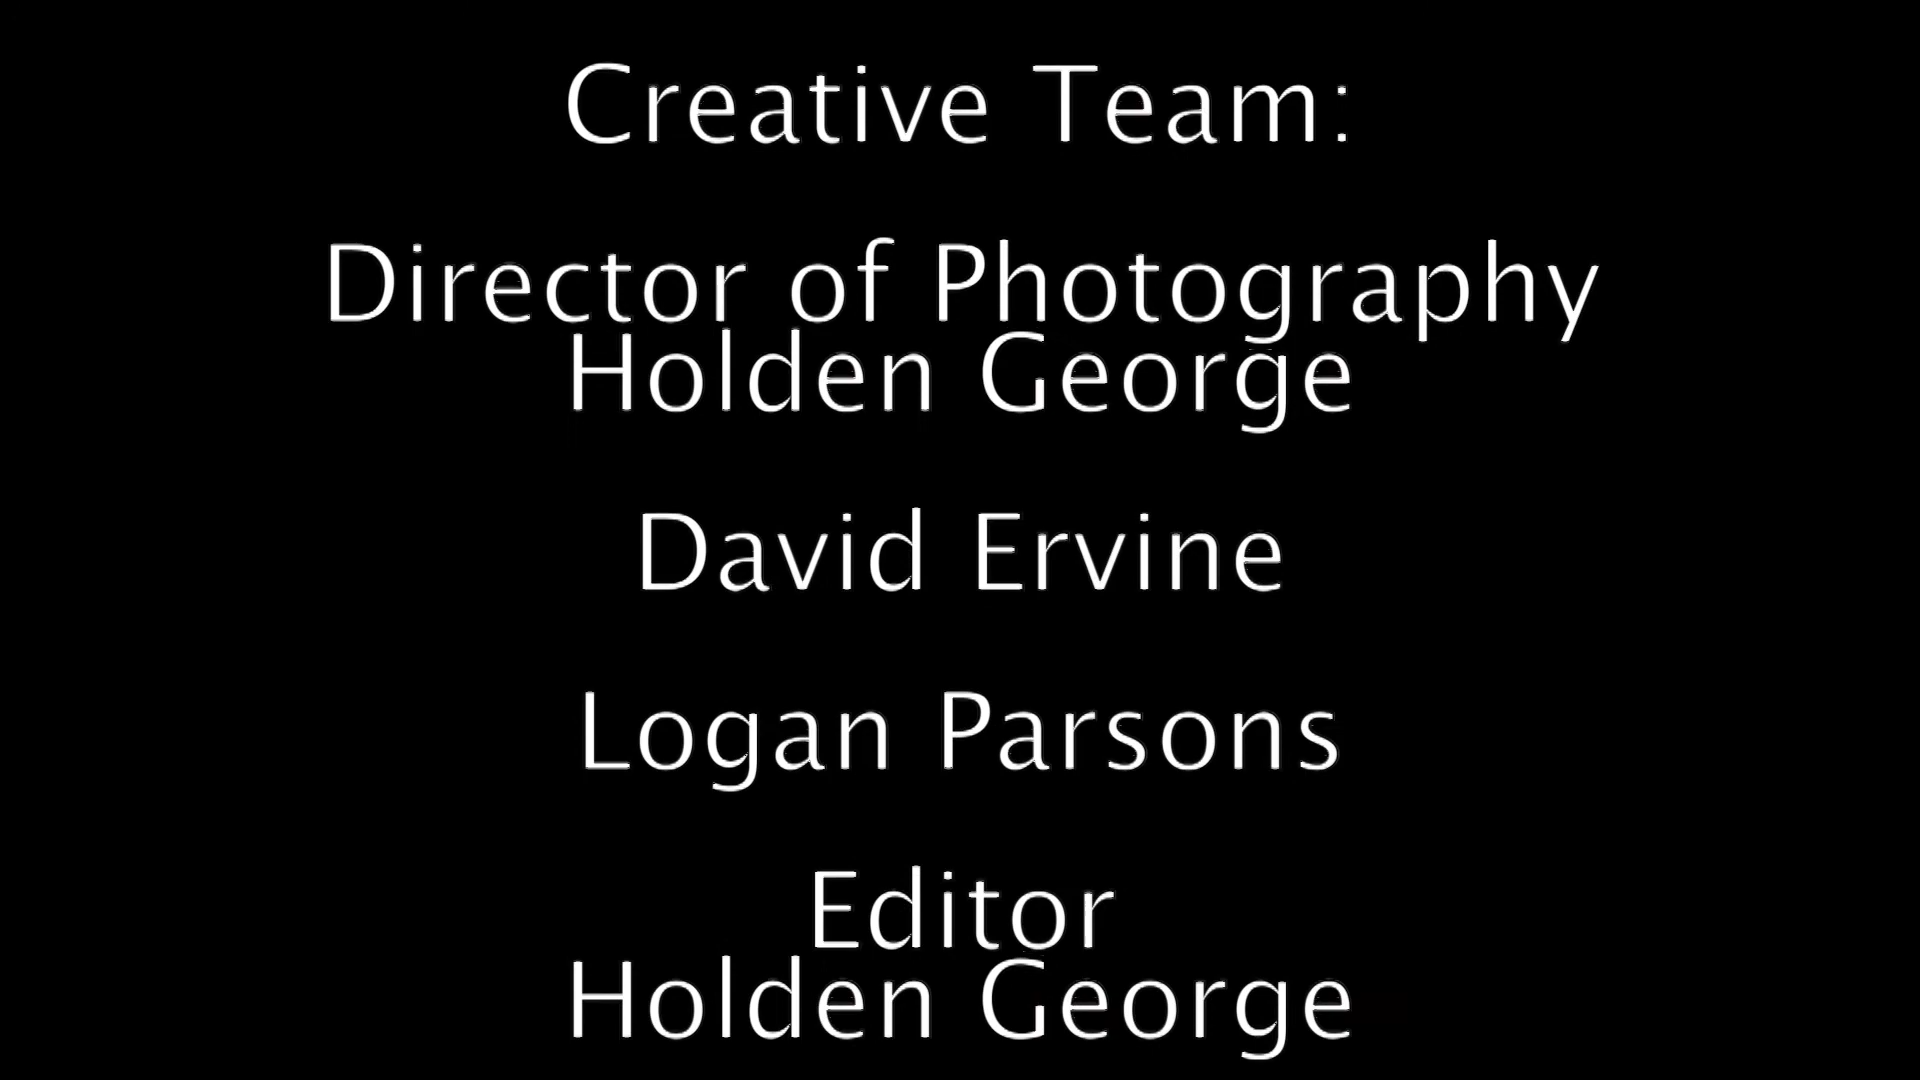 Creative Team:
Director of Photography
Holden George
David Ervine
Logan Parsons
Editor
Holden George